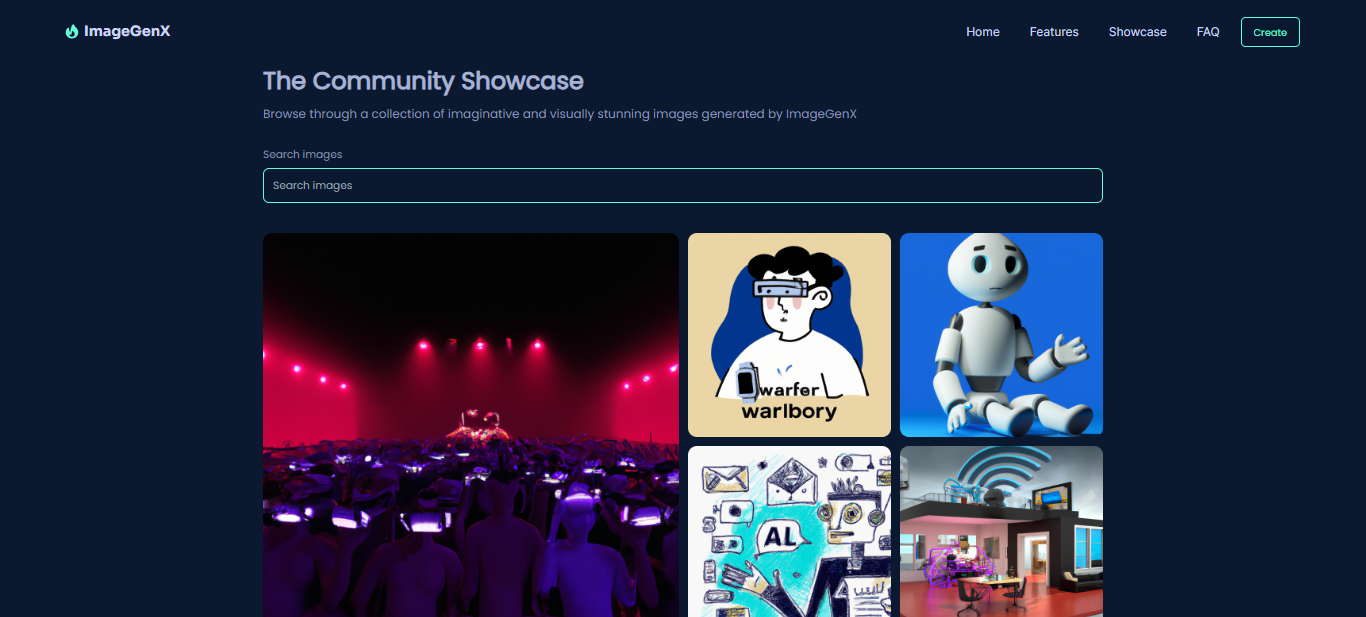 ImageGenX
Home
Features
Showcase
FAQ
Create
The Community Showcase
Browse through a collection of imaginative and visually stunning images generated by ImageGenX
Search images
Search images
warfer
warlbory
AL